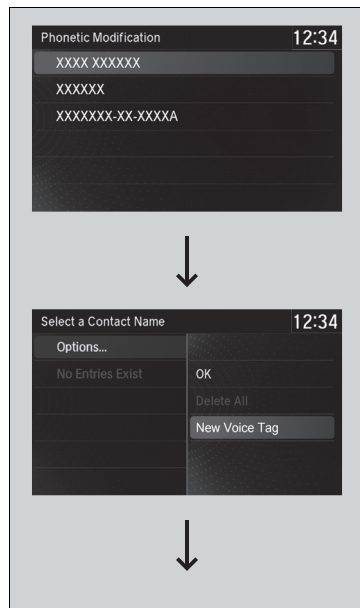 Phonetic Modification 12:34
XXXX XXXXXX
XXXXXX
XXXXXXX-XX-XXXXA
Select a Contact Name 12:34
Options...
No Entries Exist
OK
Delete All
New Voice Tag